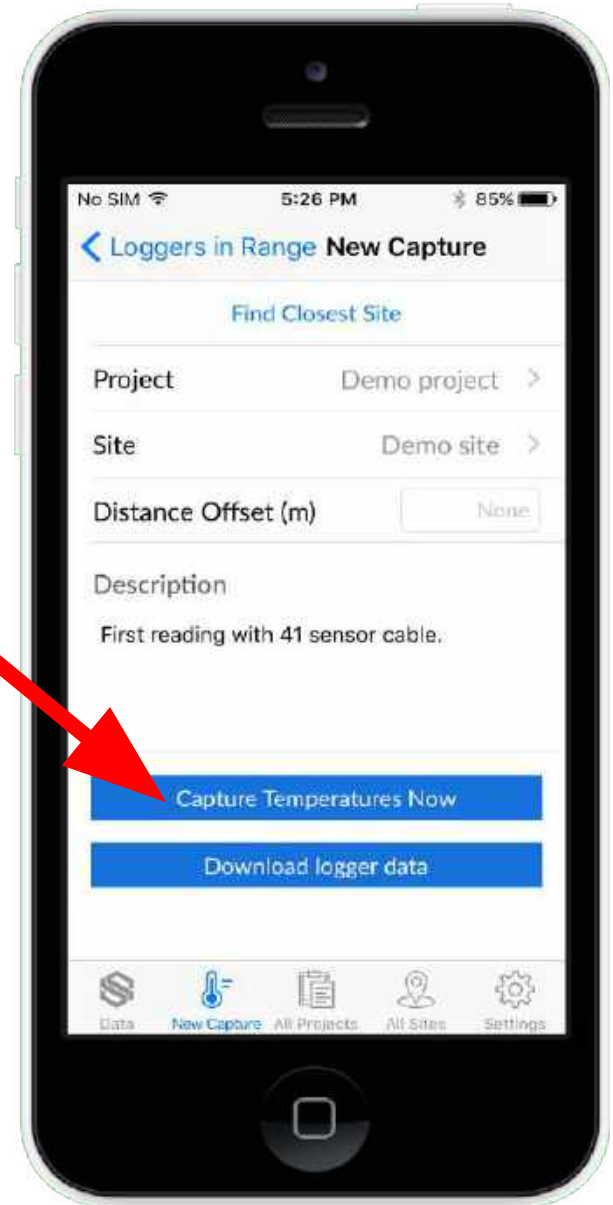 No SIM 5:26 PM 85%
Loggers in Range New Capture
Find Closest Site
Project Demo project
Site Demo site
Distance Offset (m) None
Description
First reading with 41 sensor cable.
Capture Temperatures Now
Download logger data
Data New Capture All Projects All Sites Settings